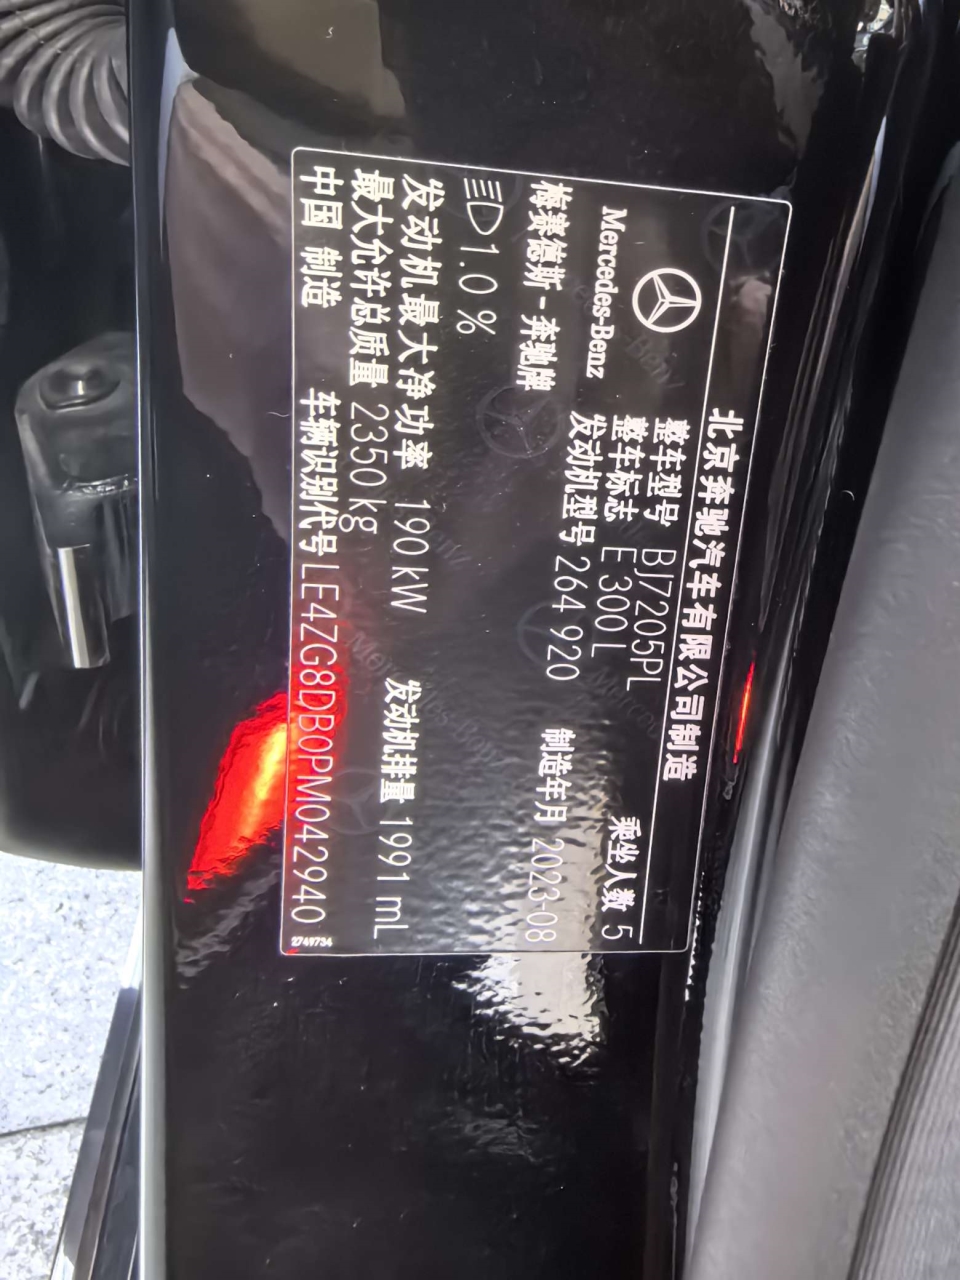 北京奔驰汽车有限公司制造
Mercedes-Benz
梅赛德斯-奔驰牌
整车型号 BJ7205PL
整车标志 E 300 L
发动机型号 264 920
乘坐人数 5
制造年月 2023-08
1.0 %
发动机最大净功率 190 kW 发动机排量 1991 mL
最大允许总质量 2350 kg
中国 制造 车辆识别代号 LE4ZG8DB0PM042940
2749734